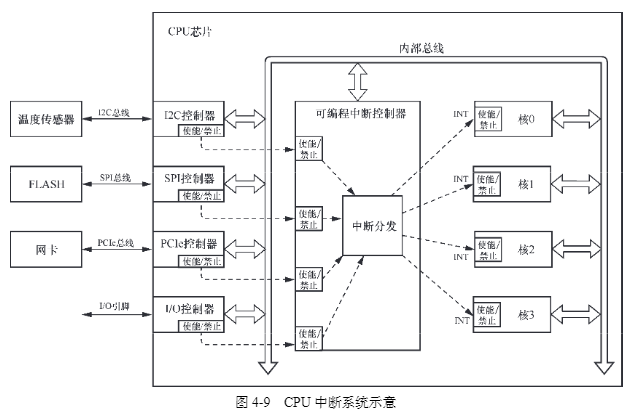 CPU芯片
内部总线
温度传感器
I2C总线
I2C控制器
使能/禁止
FLASH
SPI总线
SPI控制器
使能/禁止
网卡
PCIe总线
PCIe控制器
使能/禁止
I/O引脚
I/O控制器
使能/禁止
可编程中断控制器
使能/
禁止
使能/
禁止
使能/
禁止
使能/
禁止
中断分发
INT
使能/
禁止
核0
INT
使能/
禁止
核1
INT
使能/
禁止
核2
INT
使能/
禁止
核3
图 4-9 CPU 中断系统示意